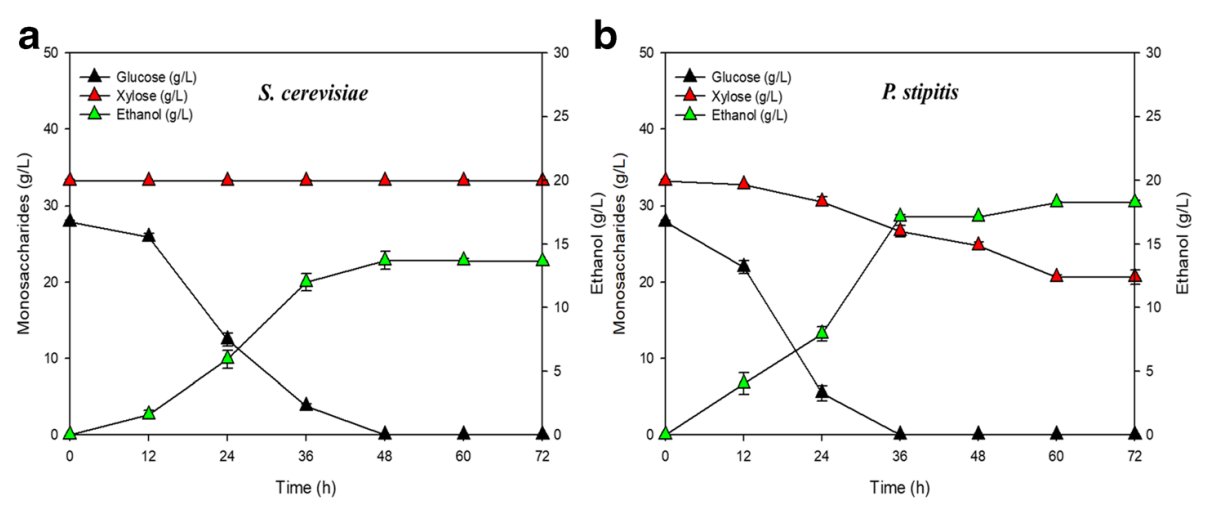 a
50
40
30
20
10
0
Monosaccharides (g/L)
Glucose (g/L)
Xylose (g/L)
Ethanol (g/L)
S. cerevisiae
30
25
20
15
10
5
0
Ethanol (g/L)
0 12 24 36 48 60 72
Time (h)
b
50
40
30
20
10
0
Monosaccharides (g/L)
Glucose (g/L)
Xylose (g/L)
Ethanol (g/L)
P. stipitis
30
25
20
15
10
5
0
Ethanol (g/L)
0 12 24 36 48 60 72
Time (h)